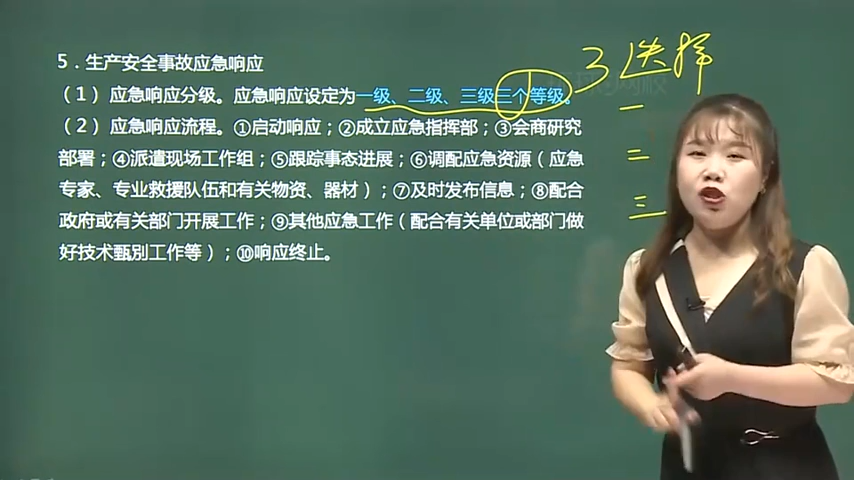 5．生产安全事故应急响应
（1）应急响应分级。应急响应设定为一级、二级、三级三个等级。
（2）应急响应流程。①启动响应；②成立应急指挥部；③会商研究
部署；④派遣现场工作组；⑤跟踪事态进展；⑥调配应急资源（应急
专家、专业救援队伍和有关物资、器材）；⑦及时发布信息；⑧配合
政府或有关部门开展工作；⑨其他应急工作（配合有关单位或部门做
好技术甄别工作等）；⑩响应终止。
3 选择
一
二
三